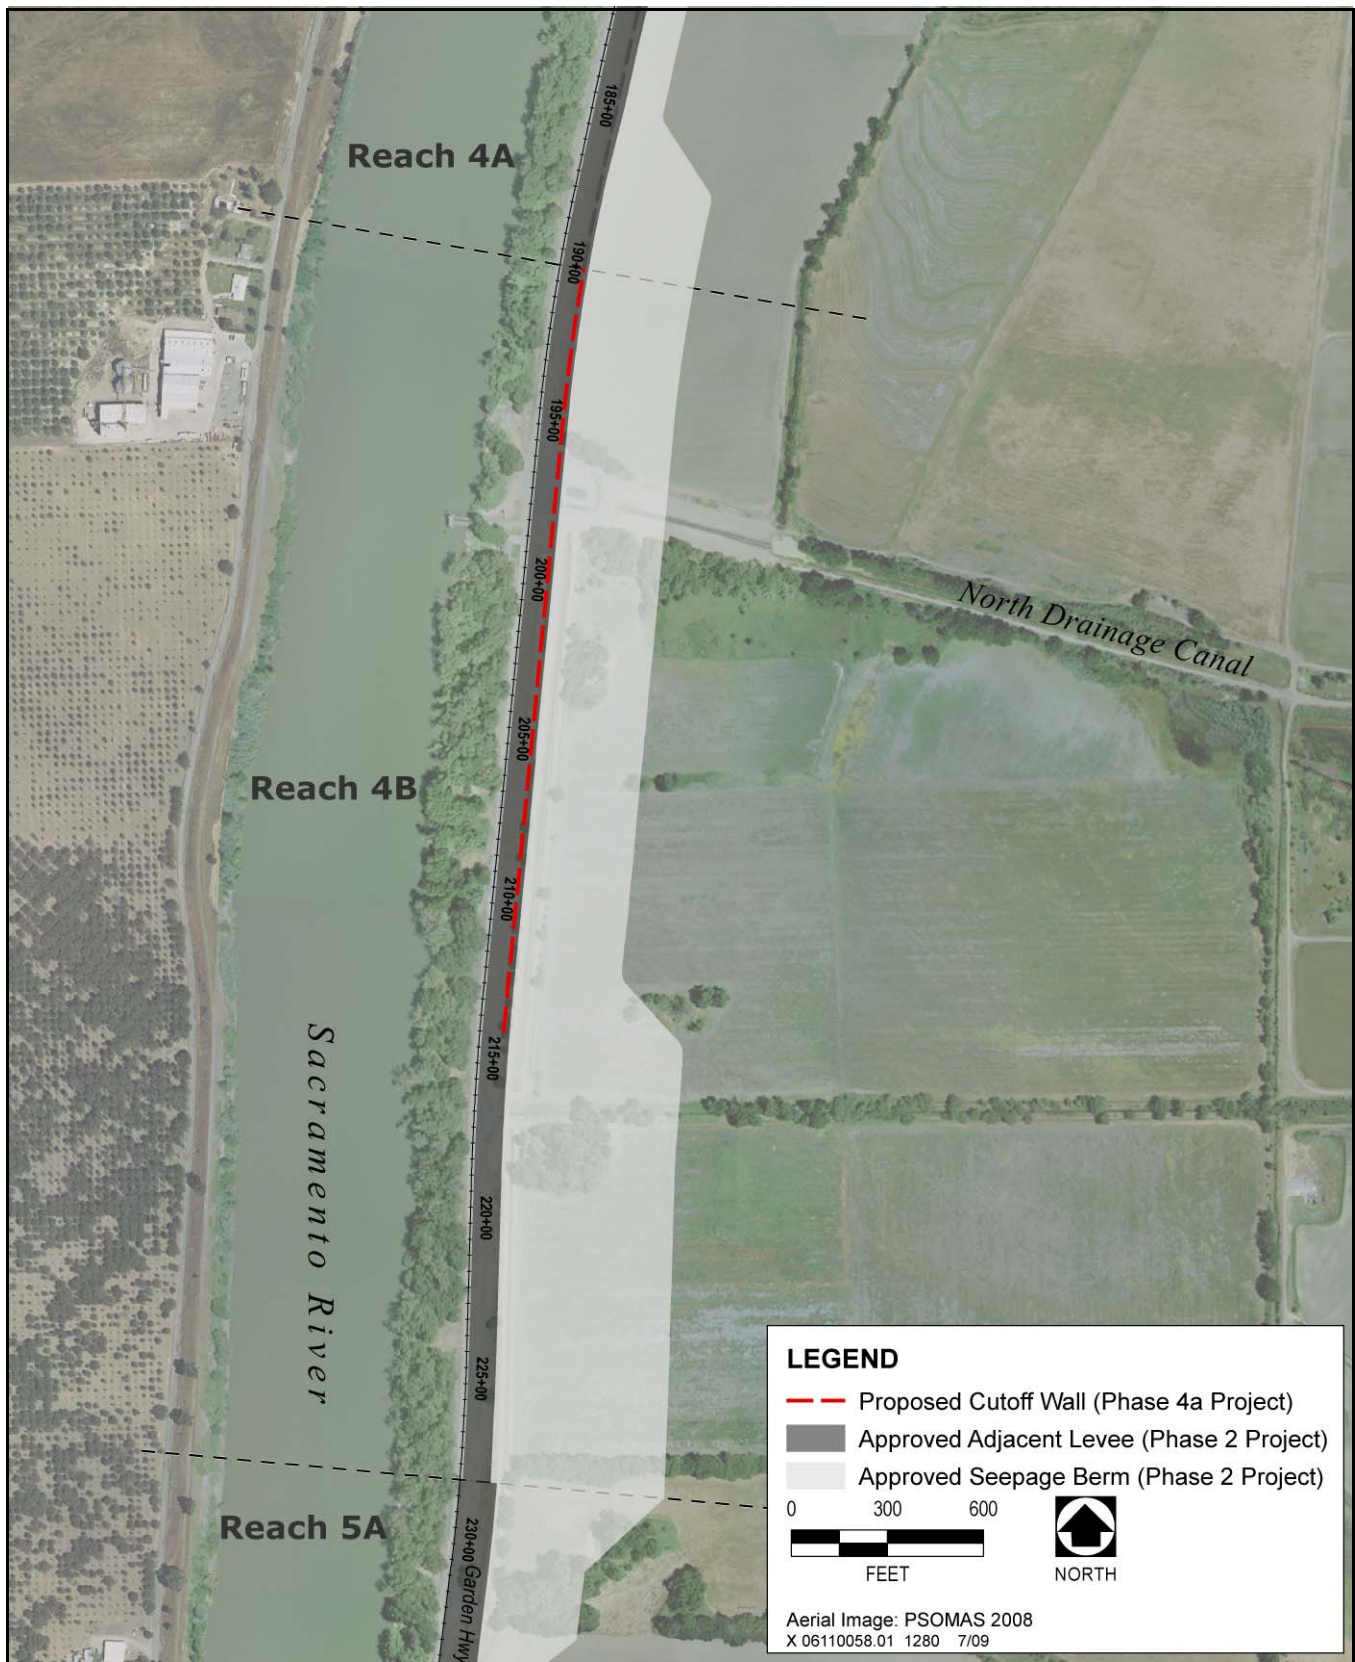 185+00
Reach 4A
190+00
195+00
200+00
North Drainage Canal
205+00
Reach 4B
210+00
Sacramento River
215+00
220+00
225+00
Reach 5A
230+00
Garden Hwy
LEGEND
Proposed Cutoff Wall (Phase 4a Project)
Approved Adjacent Levee (Phase 2 Project)
Approved Seepage Berm (Phase 2 Project)
0 300 600
FEET
NORTH
Aerial Image: PSOMAS 2008
X 06110058.01 1280 7/09